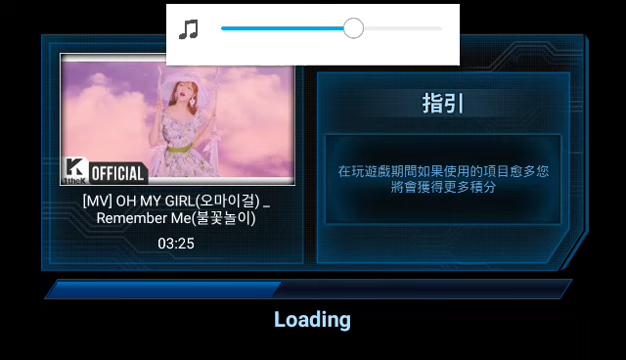 指引
1theK
OFFICIAL
在玩遊戲期間如果使用的項目愈多您
將會獲得更多積分
[MV] OH MY GIRL(오마이걸) _
Remember Me(불꽃놀이)
03:25
Loading